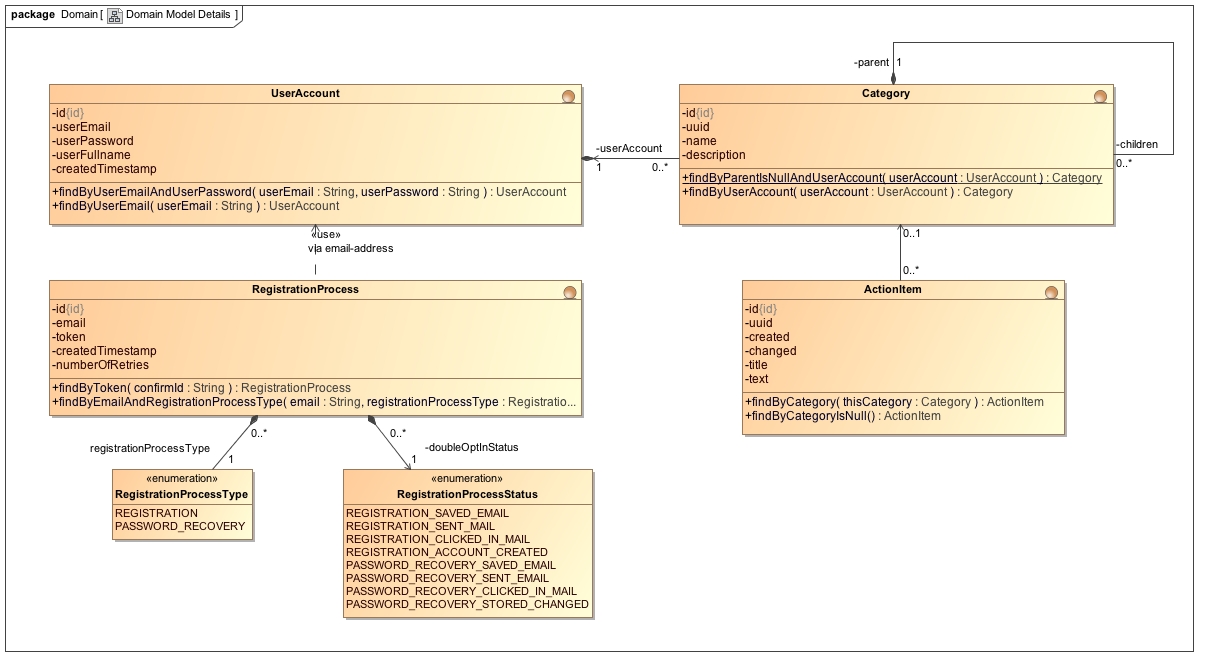 package Domain[ Domain Model Details ]
-parent 1
UserAccount
-id{id}
-userEmail
-userPassword
-userFullname
-createdTimestamp
+findByUserEmailAndUserPassword( userEmail : String, userPassword : String ) : UserAccount
+findByUserEmail( userEmail : String ) : UserAccount
-userAccount
1
0..*
Category
-id{id}
-uuid
-name
-description
+findByParentIsNullAndUserAccount( userAccount : UserAccount ) : Category
+findByUserAccount( userAccount : UserAccount ) : Category
-children
0..*
«use»
via email-address
0..1
0..*
RegistrationProcess
-id{id}
-email
-token
-createdTimestamp
-numberOfRetries
+findByToken( confirmId : String ) : RegistrationProcess
+findByEmailAndRegistrationProcessType( email : String, registrationProcessType : Registratio...
ActionItem
-id{id}
-uuid
-created
-changed
-title
-text
+findByCategory( thisCategory : Category ) : ActionItem
+findByCategoryIsNull() : ActionItem
0..*
registrationProcessType
1
0..*
-doubleOptInStatus
1
«enumeration»
RegistrationProcessType
REGISTRATION
PASSWORD_RECOVERY
«enumeration»
RegistrationProcessStatus
REGISTRATION_SAVED_EMAIL
REGISTRATION_SENT_MAIL
REGISTRATION_CLICKED_IN_MAIL
REGISTRATION_ACCOUNT_CREATED
PASSWORD_RECOVERY_SAVED_EMAIL
PASSWORD_RECOVERY_SENT_EMAIL
PASSWORD_RECOVERY_CLICKED_IN_MAIL
PASSWORD_RECOVERY_STORED_CHANGED